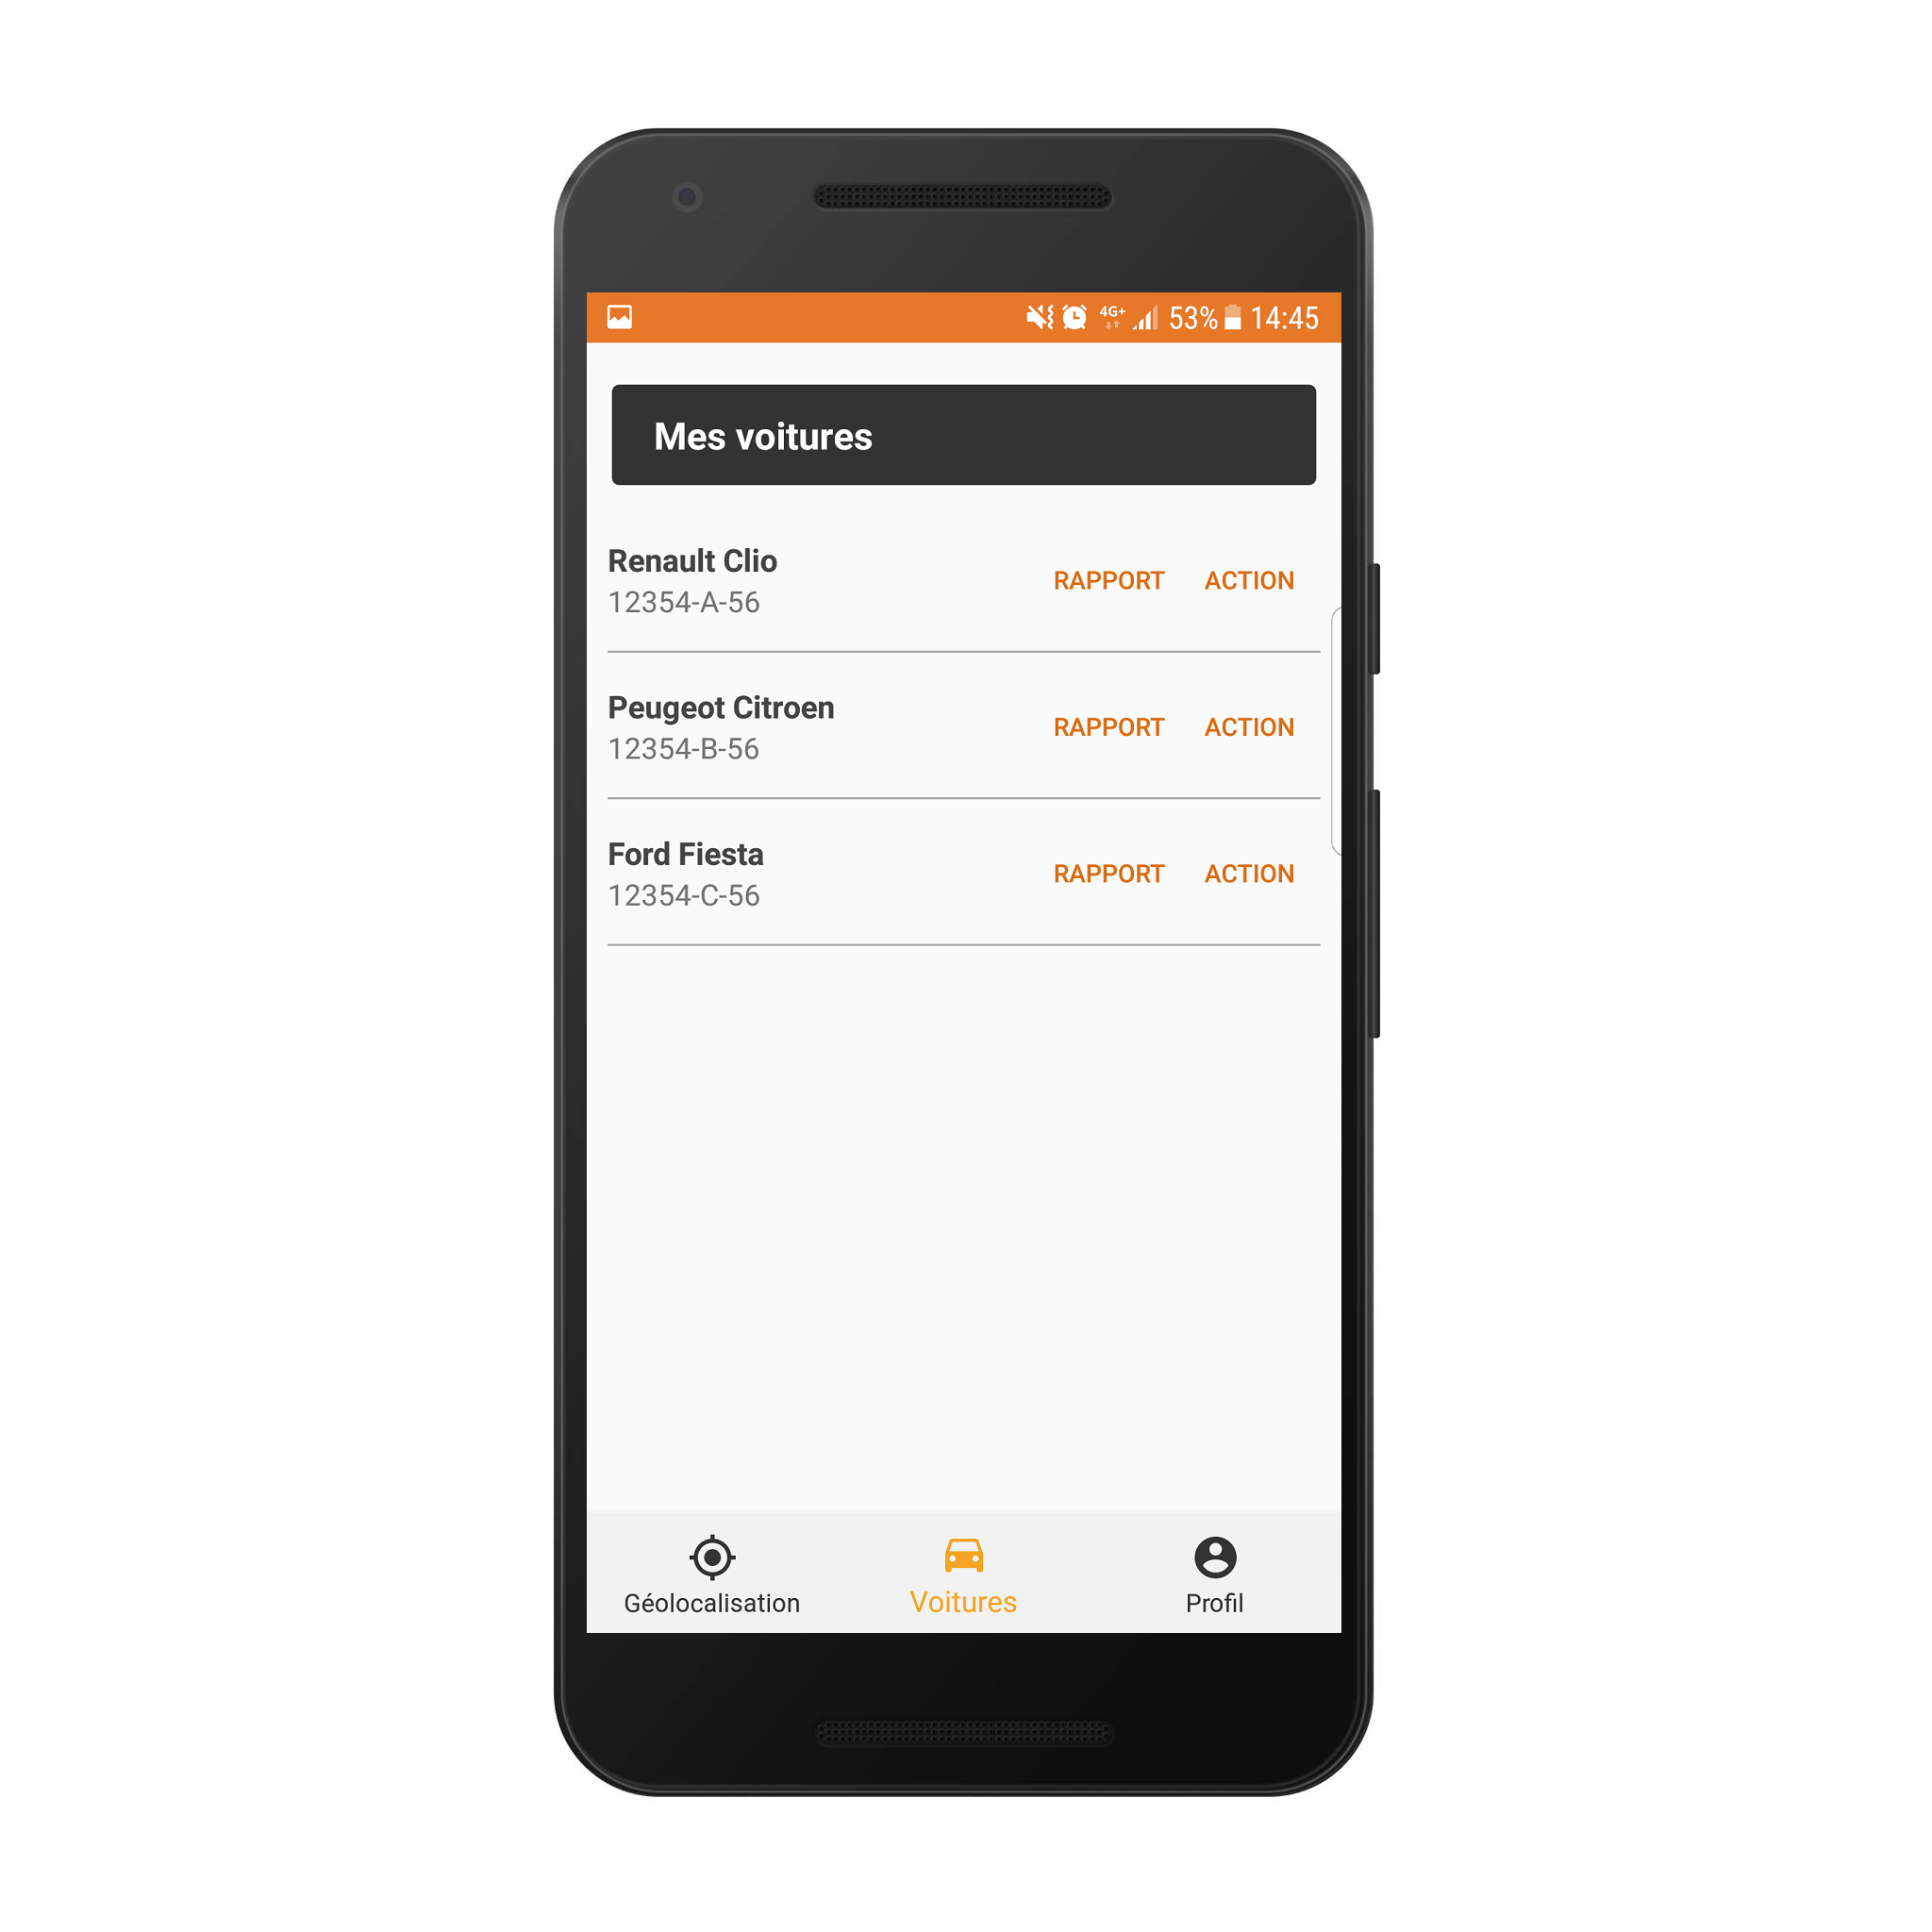 4G+ 53% 14:45
Mes voitures
Renault Clio
12354-A-56
RAPPORT ACTION
Peugeot Citroen
12354-B-56
RAPPORT ACTION
Ford Fiesta
12354-C-56
RAPPORT ACTION
Géolocalisation Voitures Profil